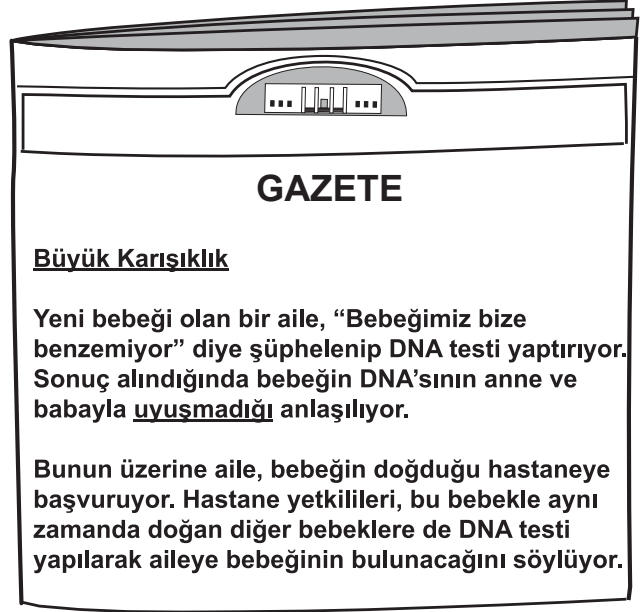 GAZETE
Büyük Karışıklık
Yeni bebeği olan bir aile, “Bebeğimiz bize
benzemiyor” diye şüphelenip DNA testi yaptırıyor.
Sonuç alındığında bebeğin DNA’sının anne ve
babayla uyuşmadığı anlaşılıyor.
Bunun üzerine aile, bebeğin doğduğu hastaneye
başvuruyor. Hastane yetkilileri, bu bebekle aynı
zamanda doğan diğer bebeklere de DNA testi
yapılarak aileye bebeğinin bulunacağını söylüyor.